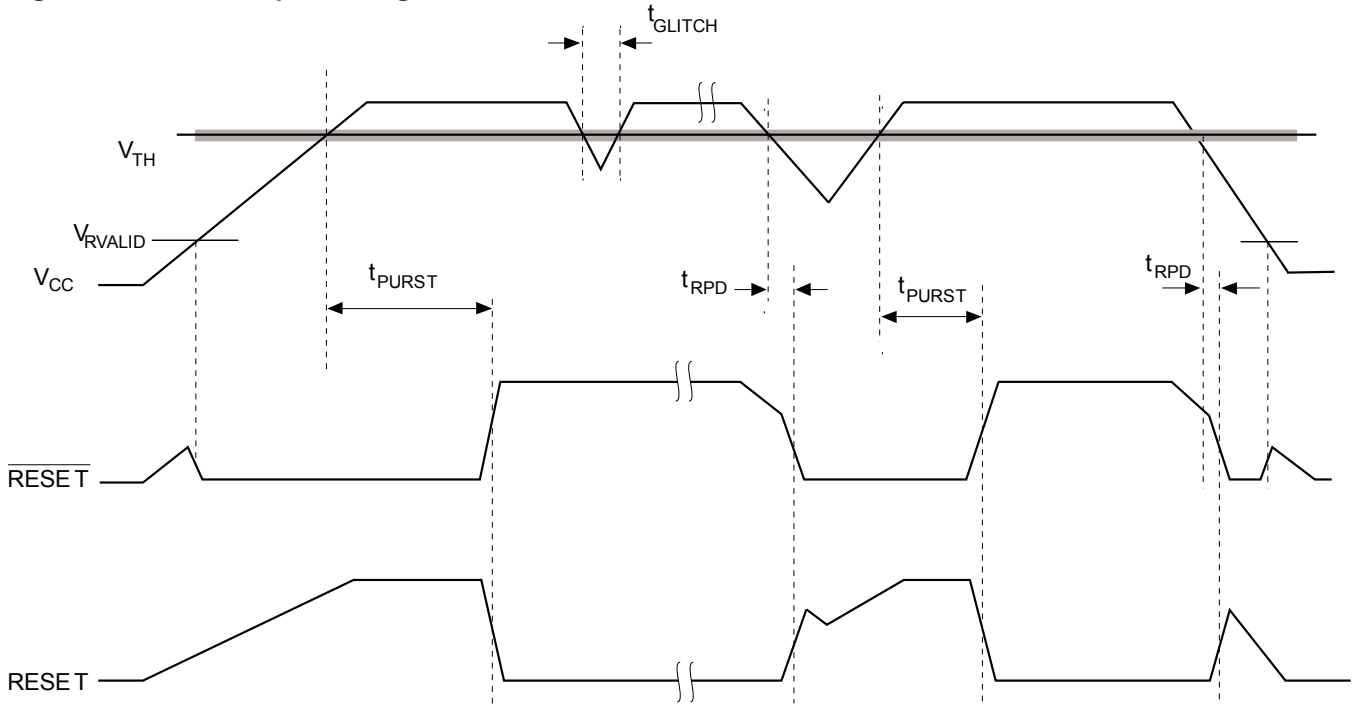 tGLITCH
VTH
VRVALID
VCC
tPURST
tRPD
tPURST
tRPD
RESET
RESET